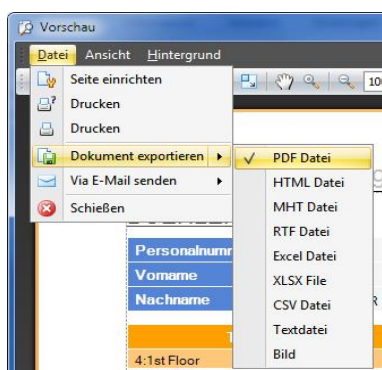 Vorschau
Datei Ansicht Hintergrund
Seite einrichten
Drucken
Drucken
Dokument exportieren
Via E-Mail senden
Schießen
PDF Datei
HTML Datei
MHT Datei
RTF Datei
Excel Datei
XLSX File
CSV Datei
Textdatei
Bild
Vorname
Nachname
4:1st Floor